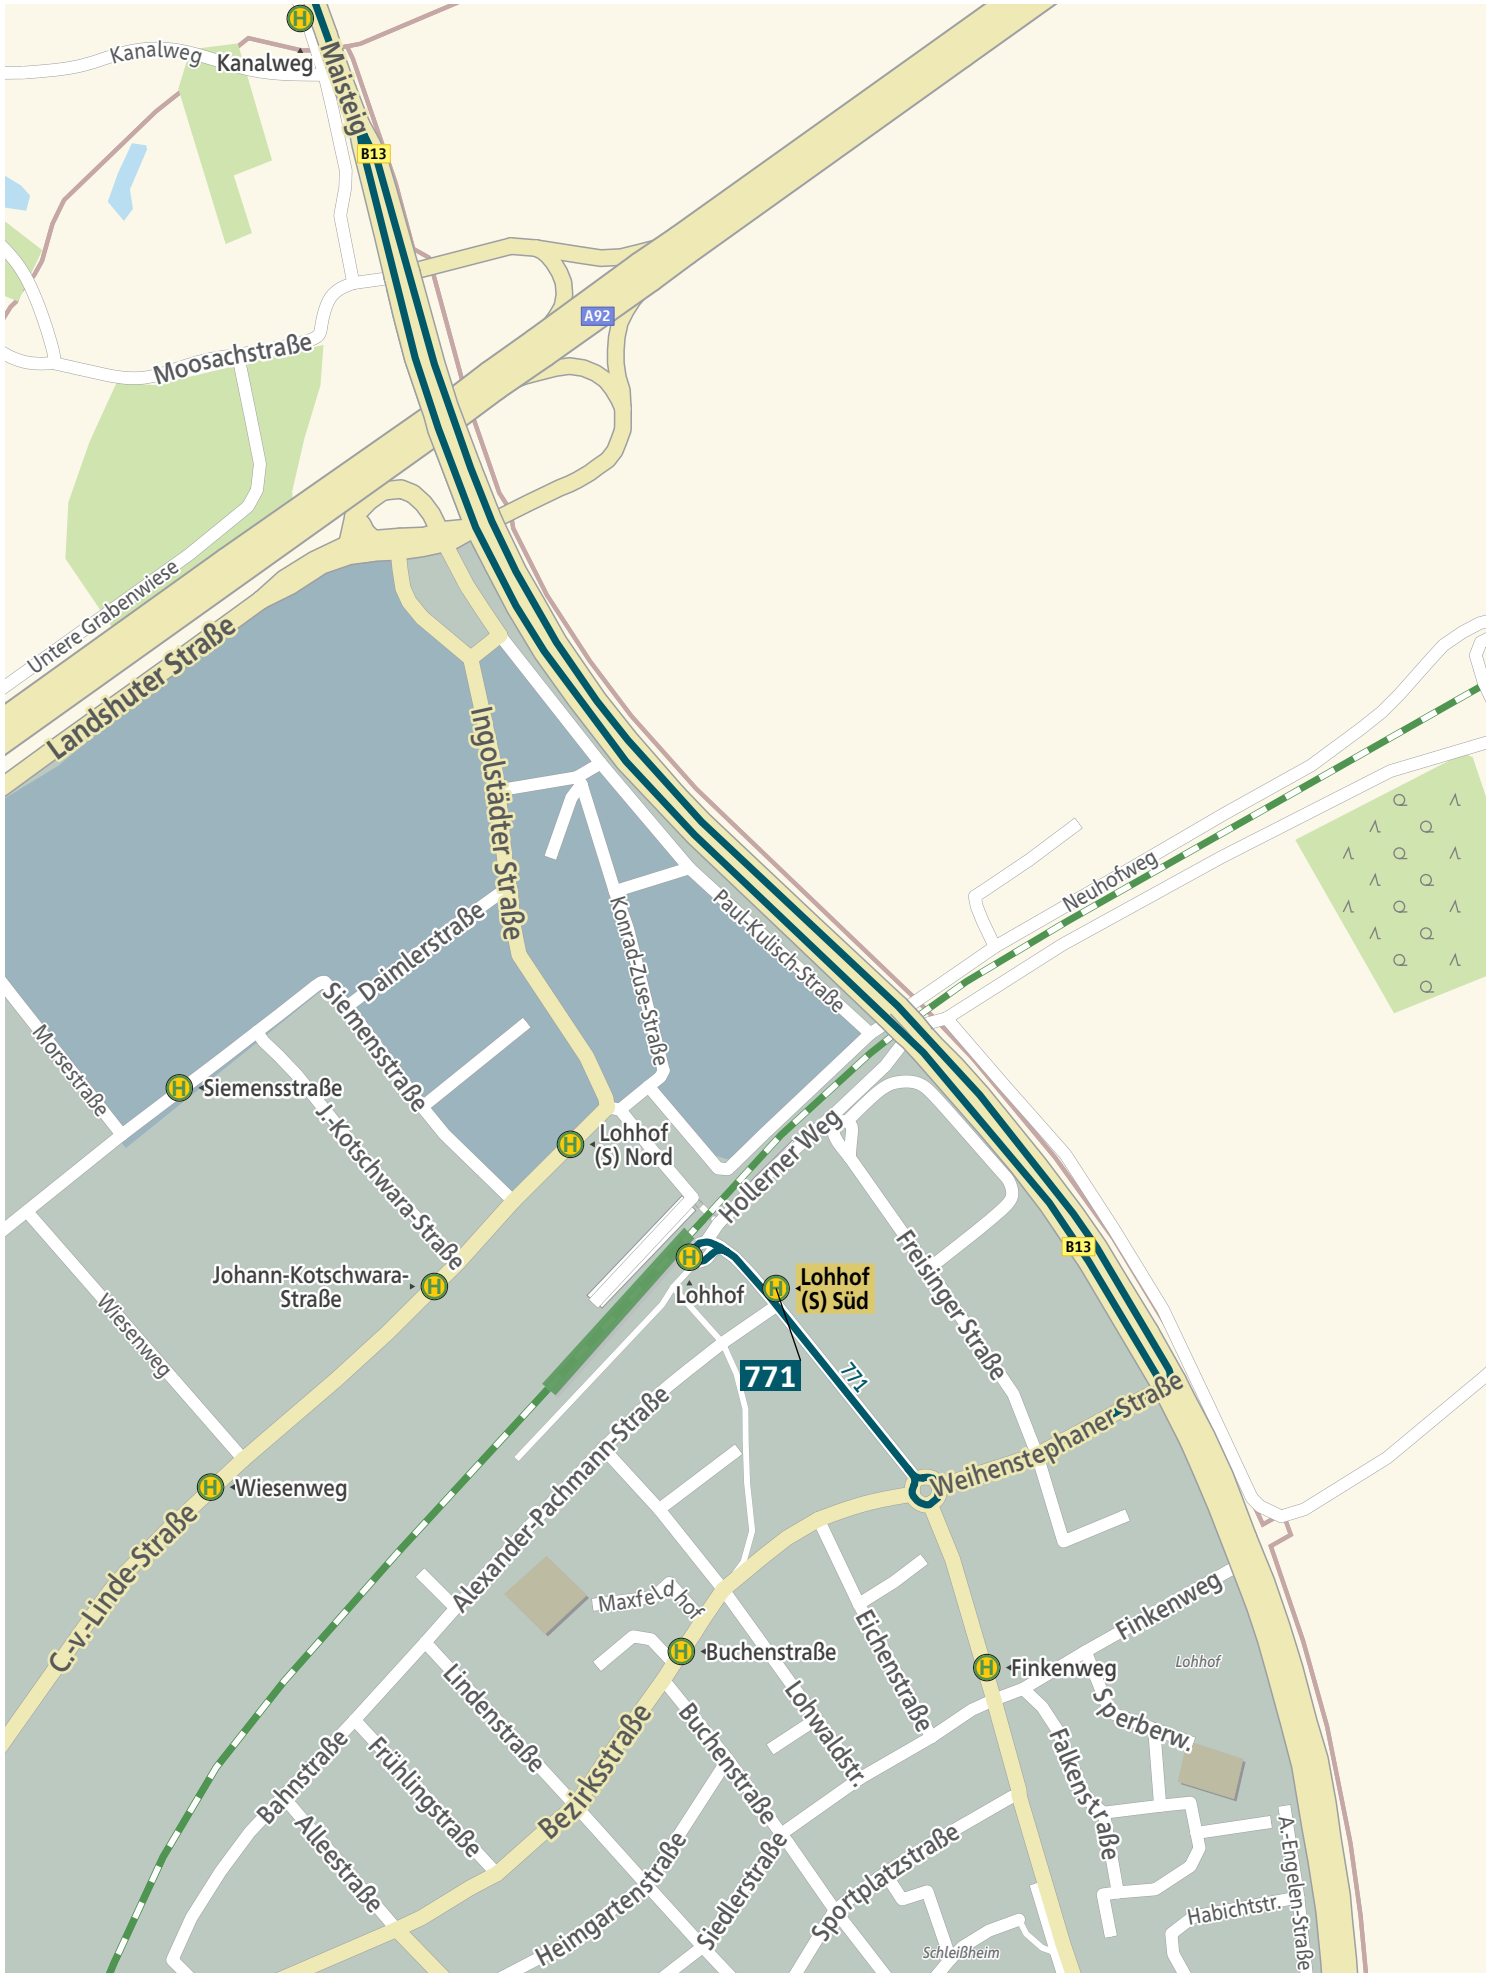 H
Kanalweg
Kanalweg
Maisteig
B13
A92
Moosachstraße
Untere Grabenwiese
Landshuter Straße
Ingolstädter Straße
Neuhofweg
Paul-Kulisch-Straße
Konrad-Zuse-Straße
Daimlerstraße
Siemensstraße
Morsestraße
H
Siemensstraße
J.-Kotschwara-Straße
H
Lohhof
(S) Nord
Hollerner Weg
Freisinger Straße
B13
H
Johann-Kotschwara-
Straße
H
Lohhof
H
Lohhof
(S) Süd
Wiesenweg
771
771
Weihenstephaner Straße
Alexander-Pachmann-Straße
H
Wiesenweg
C.-v.-Linde-Straße
Maxfeldhof
Eichenstraße
Finkenweg
H
Buchenstraße
H
Finkenweg
Lohhof
Sperberw.
Lindenstraße
Lohwaldstr.
Buchenstraße
Bezirksstraße
Falkenstraße
Bahnstraße
Frühlingstraße
Alleestraße
Heimgartenstraße
Siedlerstraße
Sportplatzstraße
A.-Engelen-Straße
Habichtstr.
Schleißheim